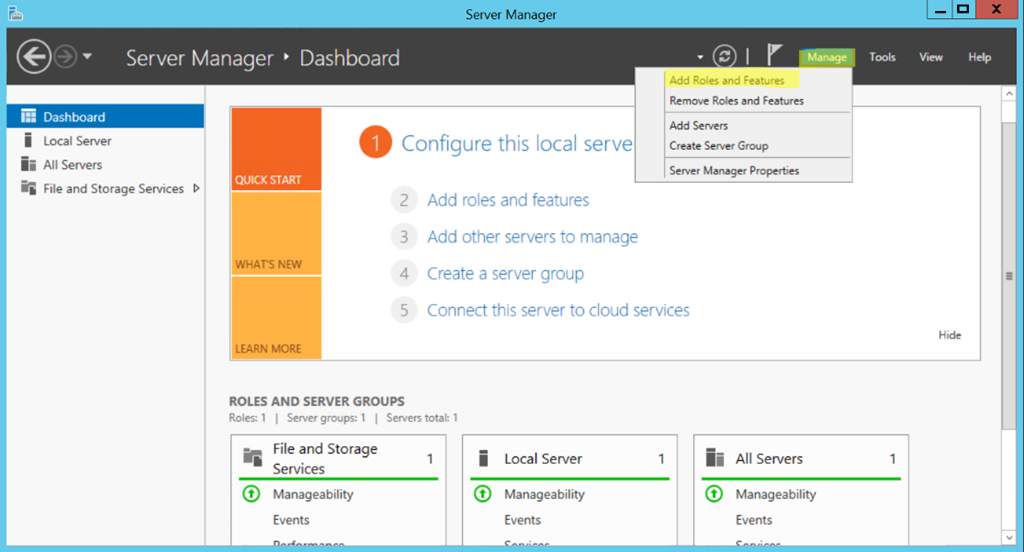 Server Manager
Server Manager ‣ Dashboard
Manage
Tools
View
Help
Add Roles and Features
Remove Roles and Features
Add Servers
Create Server Group
Server Manager Properties
Dashboard
Local Server
All Servers
File and Storage Services
QUICK START
WHAT'S NEW
LEARN MORE
1 Configure this local serve
2 Add roles and features
3 Add other servers to manage
4 Create a server group
5 Connect this server to cloud services
Hide
ROLES AND SERVER GROUPS
Roles: 1 | Server groups: 1 | Servers total: 1
File and Storage
Services
1
Manageability
Events
Performance
Local Server 1
Manageability
Events
Services
All Servers 1
Manageability
Events
Services